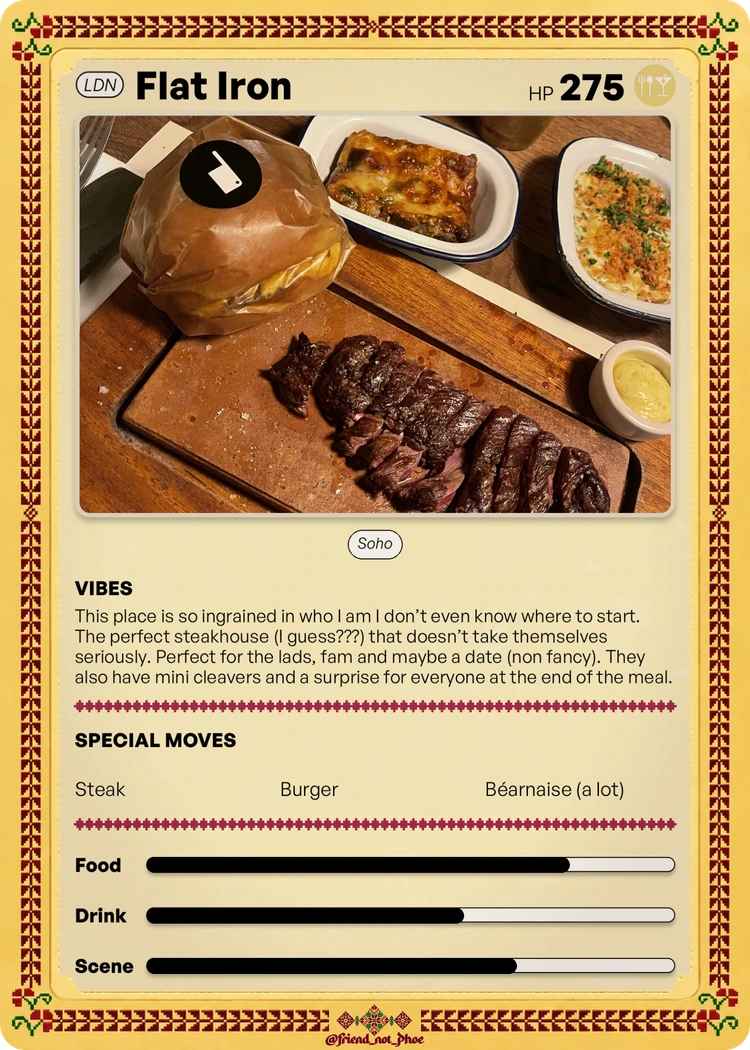 LDN Flat Iron HP 275
Soho
VIBES
This place is so ingrained in who I am I don’t even know where to start.
The perfect steakhouse (I guess???) that doesn’t take themselves
seriously. Perfect for the lads, fam and maybe a date (non fancy). They
also have mini cleavers and a surprise for everyone at the end of the meal.
SPECIAL MOVES
Steak Burger Béarnaise (a lot)
Food
Drink
Scene
@friend_not_Phoe